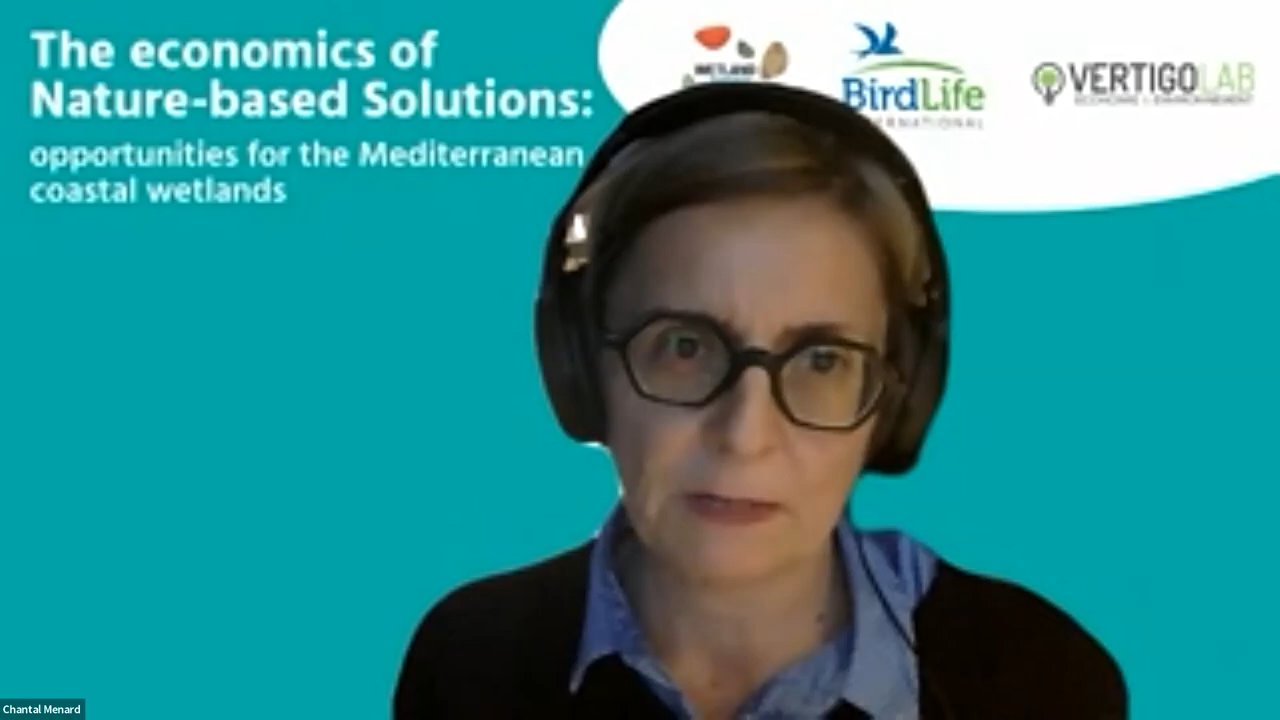 The economics of
Nature-based Solutions:
opportunities for the Mediterranean
coastal wetlands
BirdLife
VERTIGOLAB
Chantal Menard